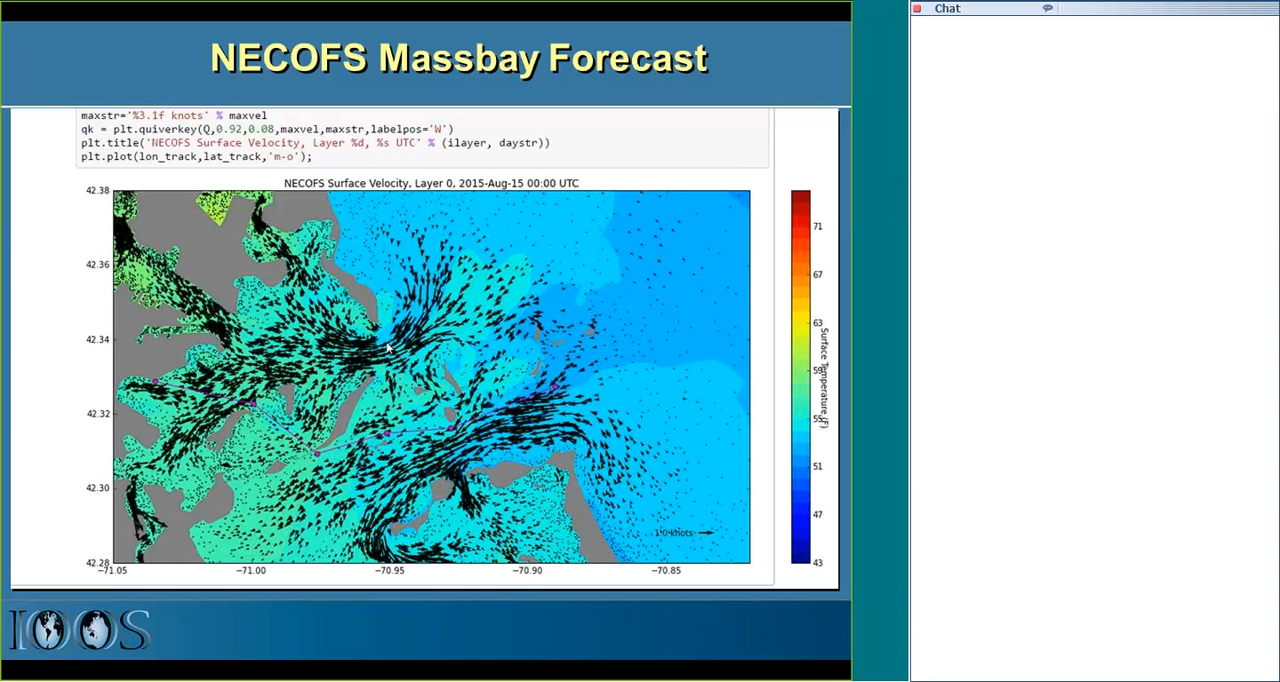 Chat
NECOFS Massbay Forecast
maxstr='%3.1f knots' % maxvel
qk = plt.quiverkey(Q,0.92,0.08,maxvel,maxstr,labelpos='W')
plt.title('NECOFS Surface Velocity, Layer %d, %s UTC' % (ilayer, daystr))
plt.plot(lon_track,lat_track,'m-o');
NECOFS Surface Velocity, Layer 0, 2015-Aug-15 00:00 UTC
42.38
42.36
42.34
42.32
42.30
42.28
−71.05
−71.00
−70.95
−70.90
−70.85
1.0 knots
71
67
63
59
55
51
47
43
Surface Temperature (F)
IOOS